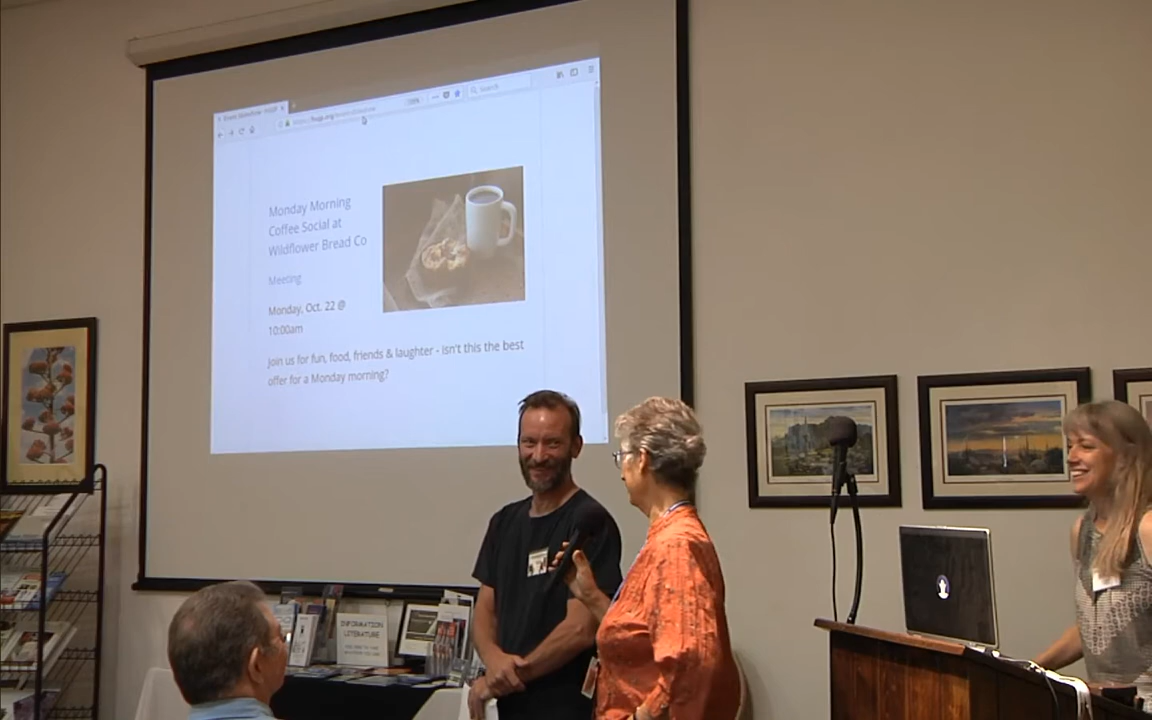 Search
Monday Morning
Coffee Social at
Wildflower Bread Co
Meeting
Monday, Oct. 22 @
10:00am
Join us for fun, food, friends & laughter - isn't this the best
offer for a Monday morning?
INFORMATION
LITERATURE